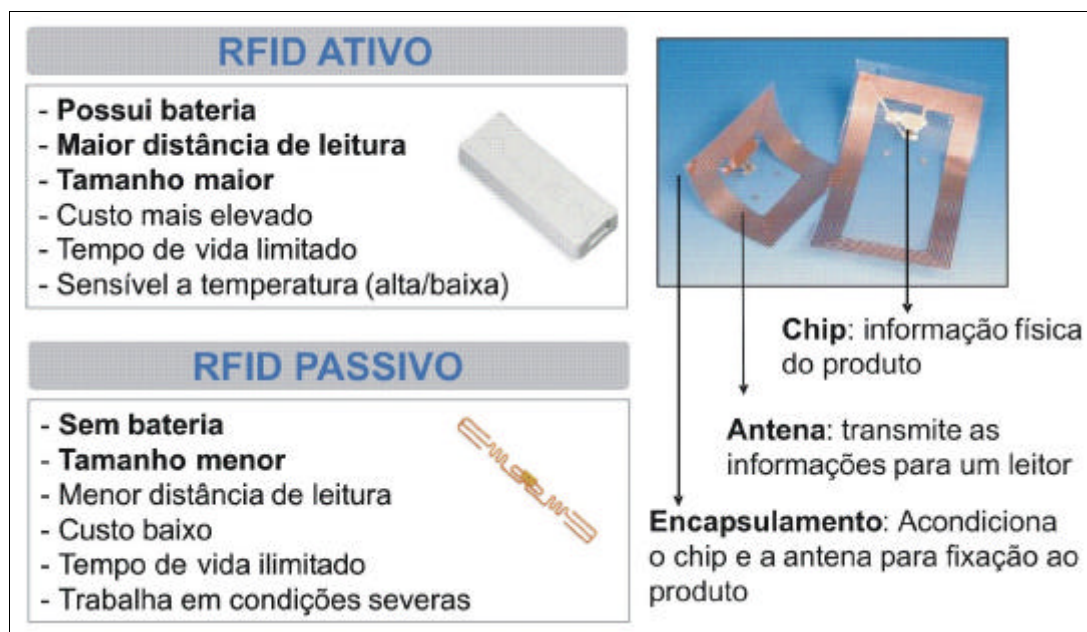 RFID ATIVO
- Possui bateria
- Maior distância de leitura
- Tamanho maior
- Custo mais elevado
- Tempo de vida limitado
- Sensível a temperatura (alta/baixa)
RFID PASSIVO
- Sem bateria
- Tamanho menor
- Menor distância de leitura
- Custo baixo
- Tempo de vida ilimitado
- Trabalha em condições severas
Chip: informação física
do produto
Antena: transmite as
informações para um leitor
Encapsulamento: Acondiciona
o chip e a antena para fixação ao
produto